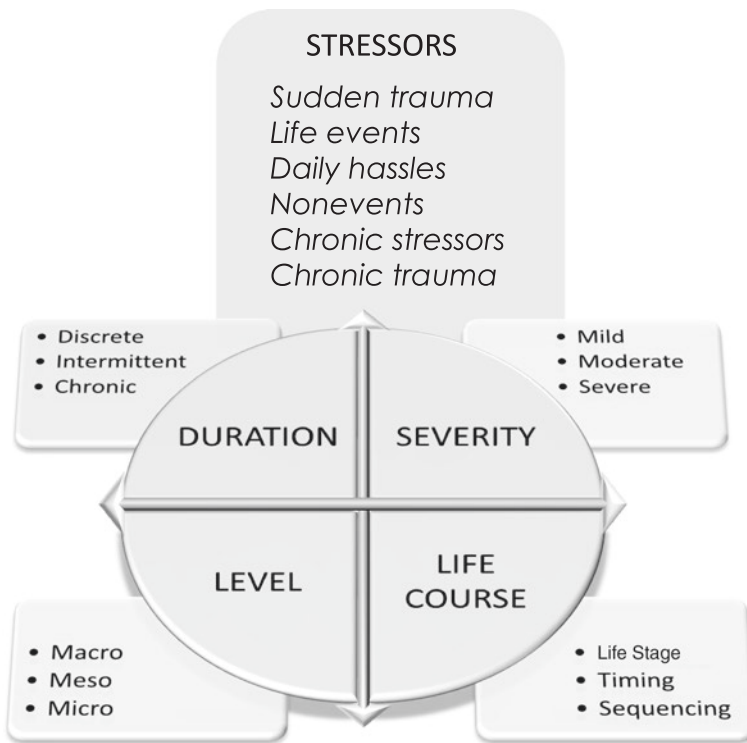 STRESSORS
Sudden trauma
Life events
Daily hassles
Nonevents
Chronic stressors
Chronic trauma
• Discrete
• Intermittent
• Chronic
• Mild
• Moderate
• Severe
DURATION
SEVERITY
LEVEL
LIFE
COURSE
• Macro
• Meso
• Micro
• Life Stage
• Timing
• Sequencing